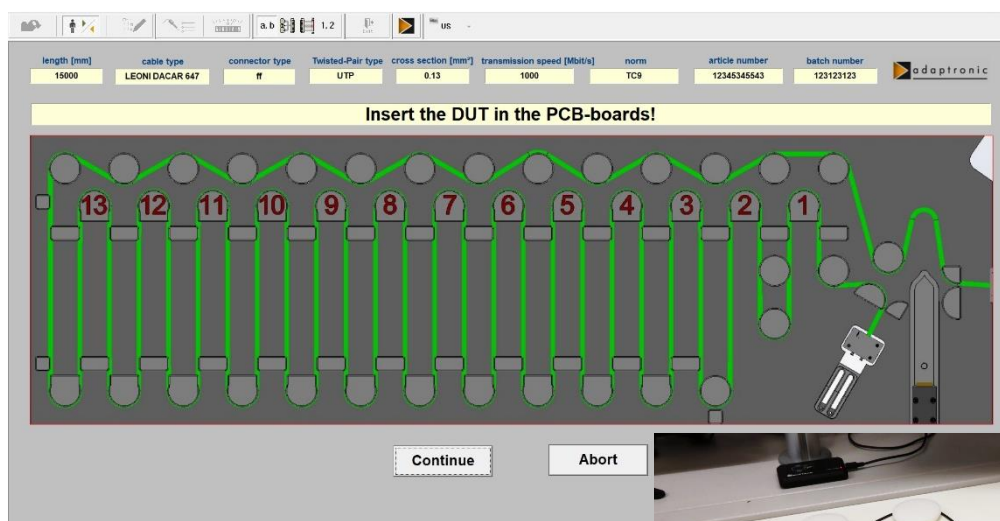 a, b 1, 2 us
length [mm] cable type connector type Twisted-Pair type cross section [mm²] transmission speed [Mbit/s] norm article number batch number
15000 LEONI DACAR 647 ff UTP 0.13 1000 TC9 12345345543 123123123
adaptronic
Insert the DUT in the PCB-boards!
13 12 11 10 9 8 7 6 5 4 3 2 1
Continue Abort